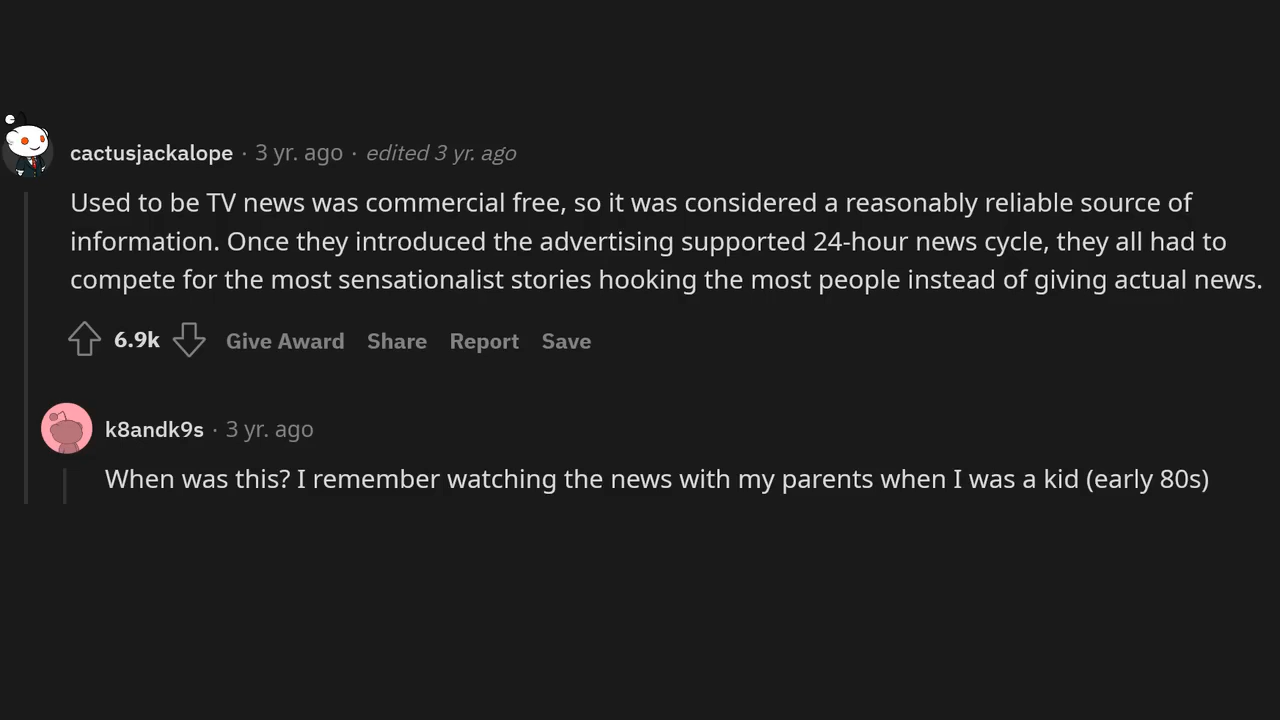 cactusjackalope · 3 yr. ago · edited 3 yr. ago
Used to be TV news was commercial free, so it was considered a reasonably reliable source of
information. Once they introduced the advertising supported 24-hour news cycle, they all had to
compete for the most sensationalist stories hooking the most people instead of giving actual news.
6.9k Give Award Share Report Save
k8andk9s · 3 yr. ago
When was this? I remember watching the news with my parents when I was a kid (early 80s)